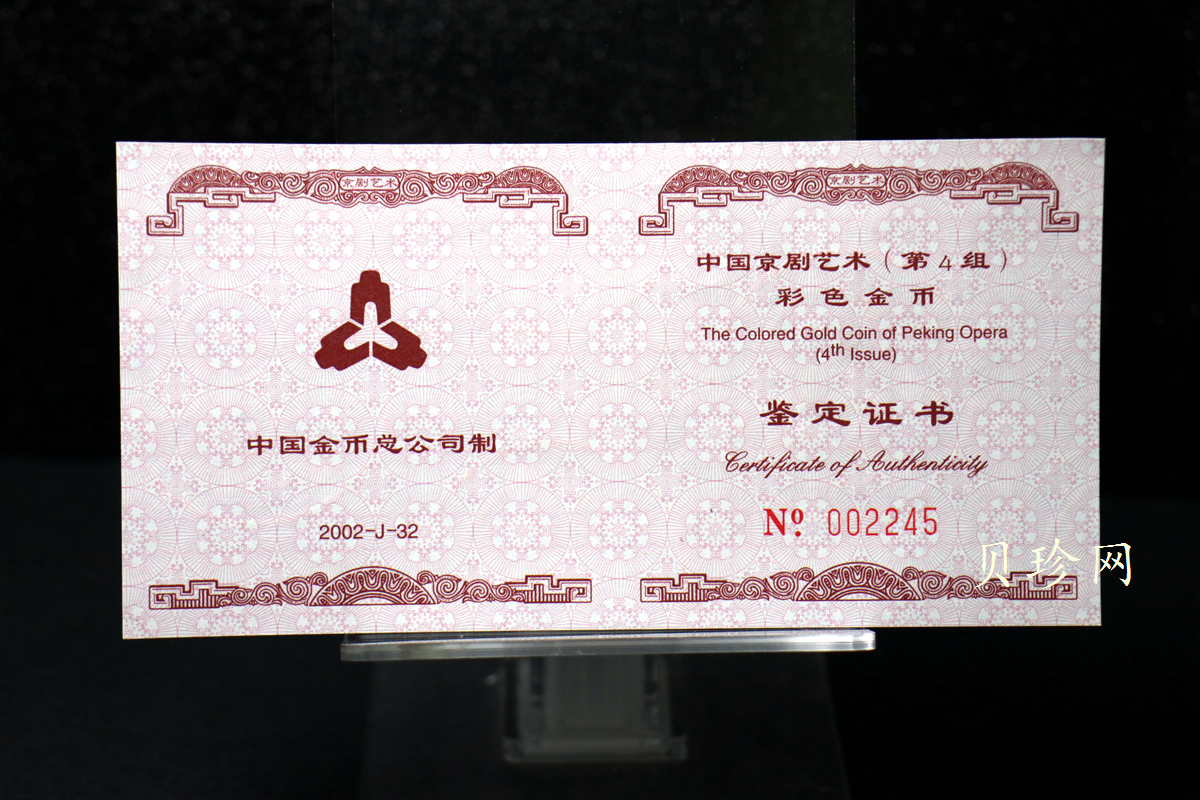 京剧艺术
中国金币总公司制
2002-J-32
京剧艺术
中国京剧艺术（第4组）
彩色金币
The Colored Gold Coin of Peking Opera
(4th Issue)
鉴定证书
Certificate of Authenticity
Nº. 002245
贝珍网